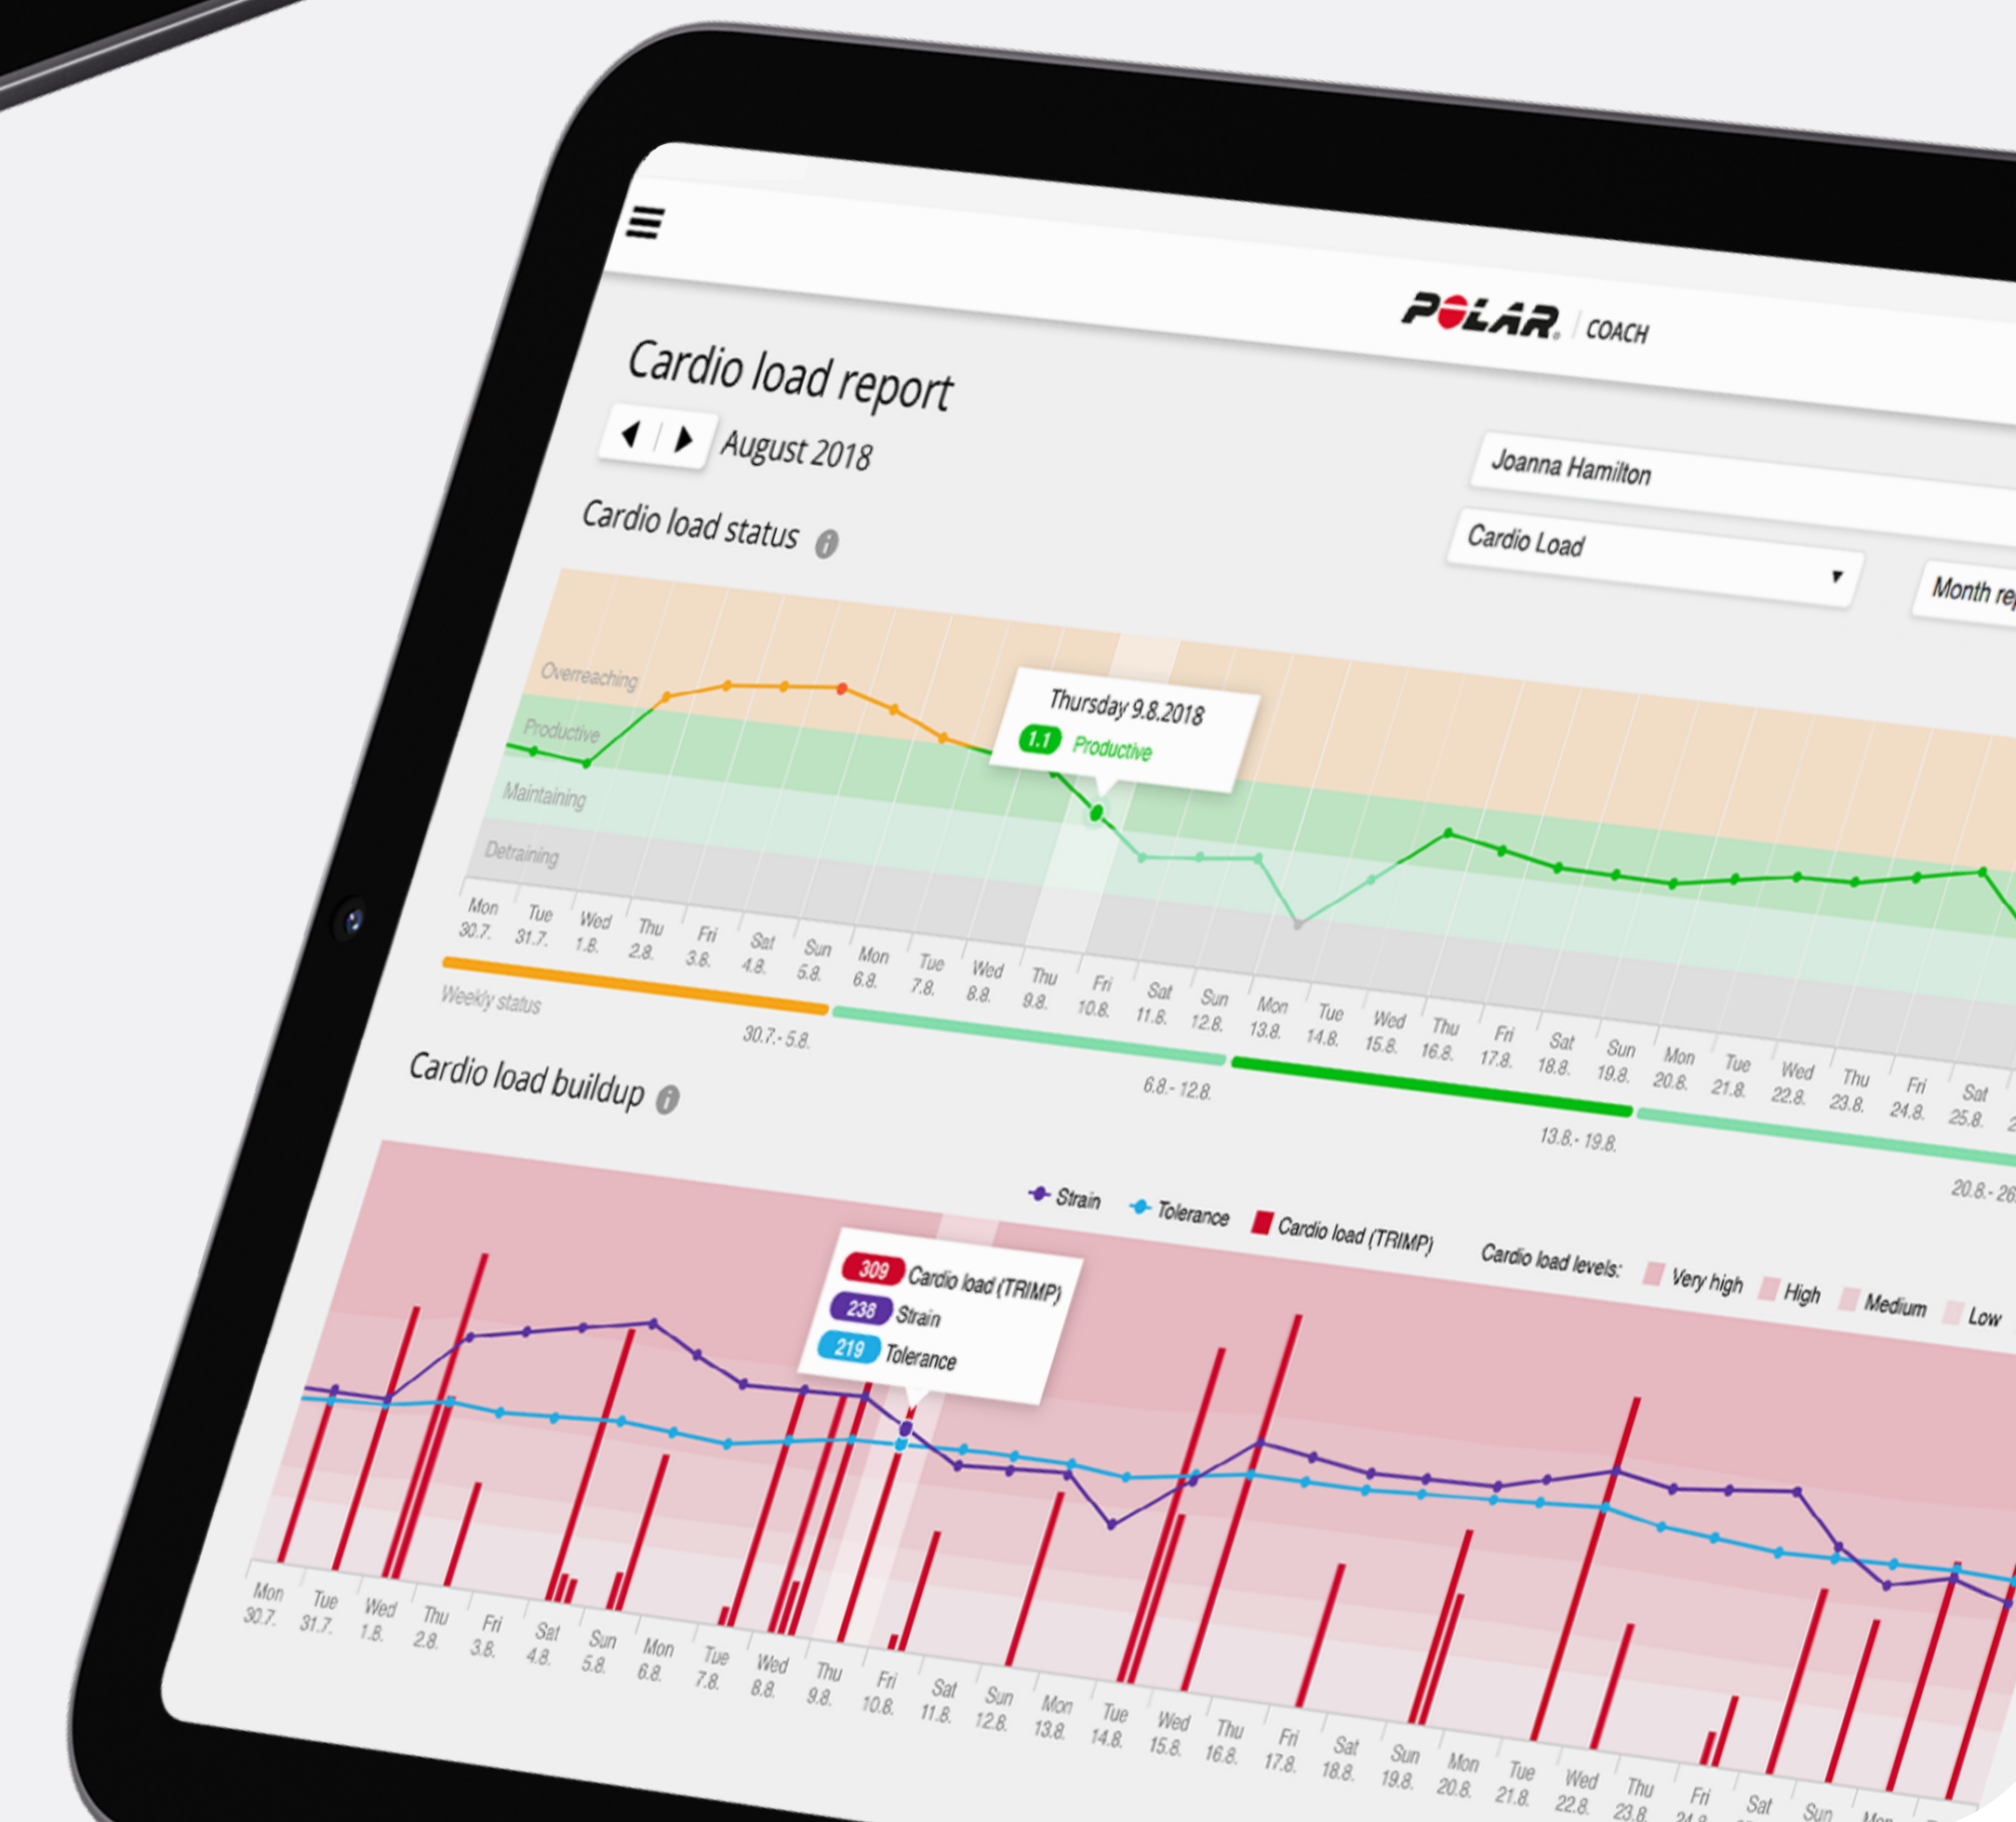 POLAR® | COACH
Cardio load report
August 2018
Joanna Hamilton
Cardio load status
Cardio Load
Month
Overreaching
Productive
Maintaining
Detraining
Thursday 9.8.2018
1.1 Productive
Mon Tue Wed Thu Fri Sat Sun Mon Tue Wed Thu Fri Sat Sun Mon Tue Wed Thu Fri Sat Sun Mon Tue Wed Thu Fri Sat
30.7. 31.7. 1.8. 2.8. 3.8. 4.8. 5.8. 6.8. 7.8. 8.8. 9.8. 10.8. 11.8. 12.8. 13.8. 14.8. 15.8. 16.8. 17.8. 18.8. 19.8. 20.8. 21.8. 22.8. 23.8. 24.8. 25.8.
Weekly status
30.7.- 5.8. 6.8.- 12.8. 13.8.- 19.8. 20.8.- 26.
Cardio load buildup
Strain Tolerance Cardio load (TRIMP) Cardio load levels: Very high High Medium Low
309 Cardio load (TRIMP)
238 Strain
219 Tolerance
Mon Tue Wed Thu Fri Sat Sun Mon Tue Wed Thu Fri Sat Sun Mon Tue Wed Thu Fri Sat Sun Mon Tue Wed Thu Fri Sat Sun
30.7. 31.7. 1.8. 2.8. 3.8. 4.8. 5.8. 6.8. 7.8. 8.8. 9.8. 10.8. 11.8. 12.8. 13.8. 14.8. 15.8. 16.8. 17.8. 18.8. 19.8. 20.8. 21.8. 22.8. 23.8.